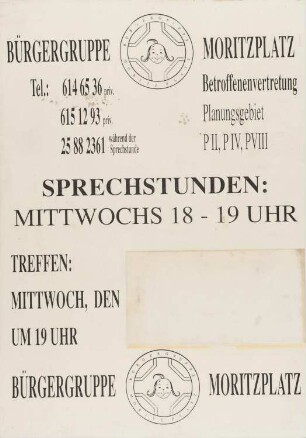 BÜRGERGRUPPE MORITZPLATZ
Tel.: 614 65 36 priv. Betroffenenvertretung
615 12 93 priv. Planungsgebiet
25 88 2361 während der Sprechstunde P II, P IV, PVIII
SPRECHSTUNDEN:
MITTWOCHS 18 - 19 UHR
TREFFEN:
MITTWOCH, DEN
UM 19 UHR
BÜRGERGRUPPE MORITZPLATZ